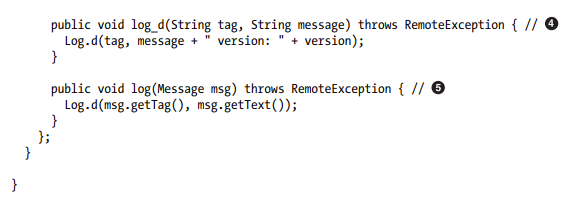 public void log_d(String tag, String message) throws RemoteException { // ❹
Log.d(tag, message + " version: " + version);
}
public void log(Message msg) throws RemoteException { // ❺
Log.d(msg.getTag(), msg.getText());
}
};
}
}